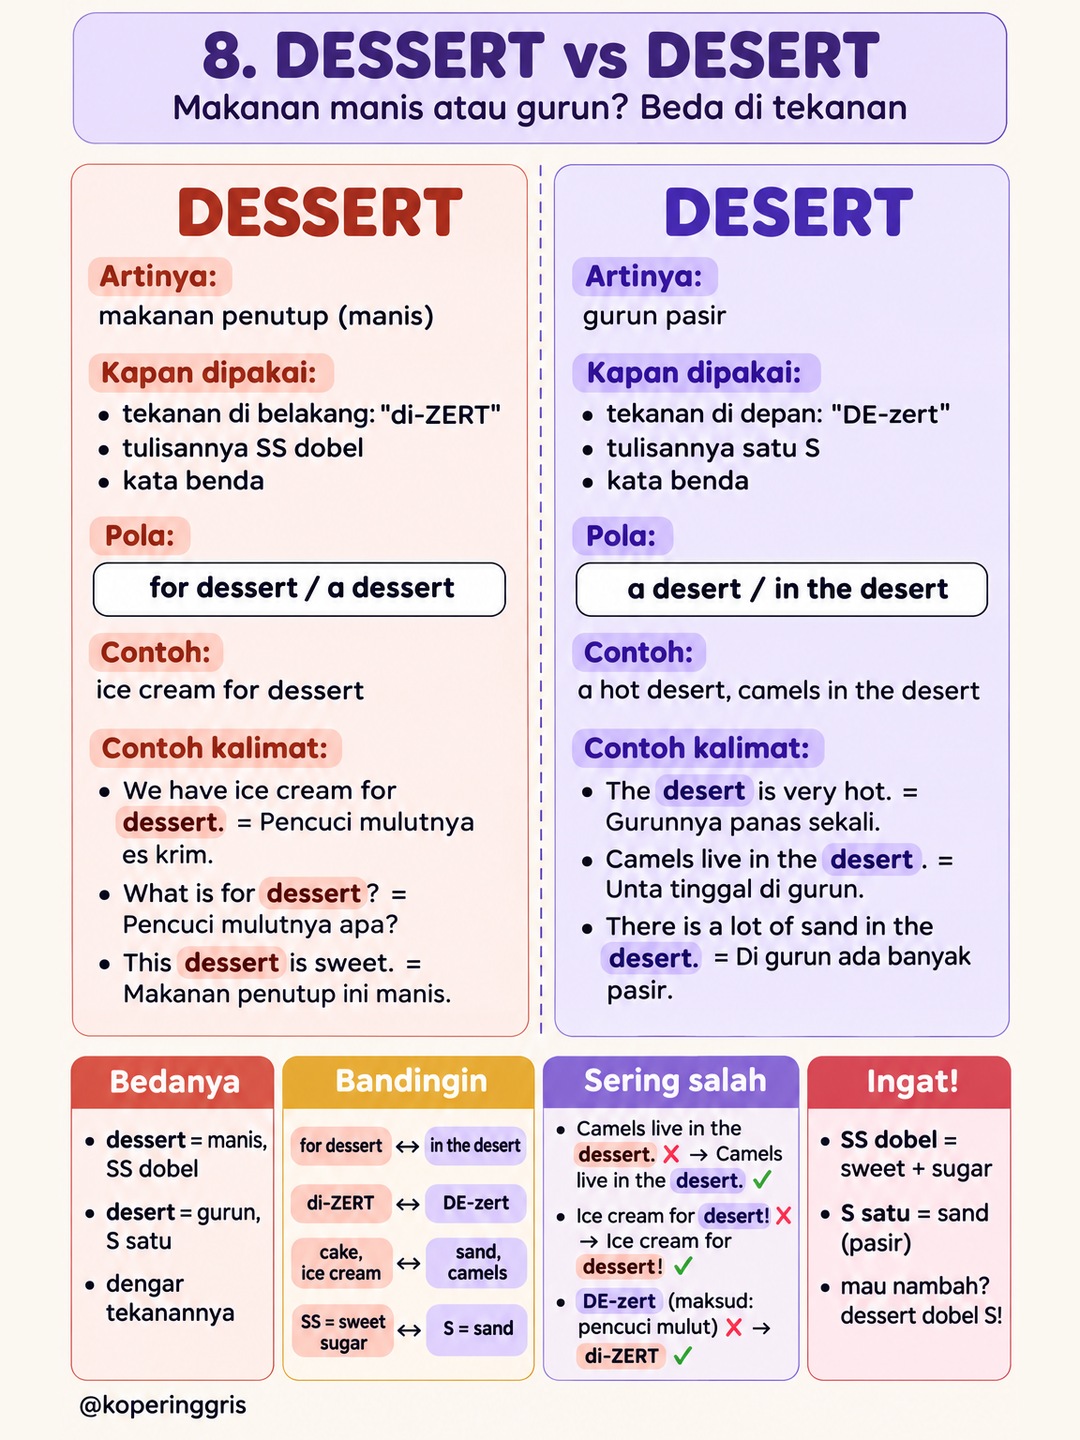 8. DESSERT vs DESERT
Makanan manis atau gurun? Beda di tekanan
DESSERT
Artinya:
makanan penutup (manis)
Kapan dipakai:
• tekanan di belakang: "di-ZERT"
• tulisannya SS dobel
• kata benda
Pola:
for dessert / a dessert
Contoh:
ice cream for dessert
Contoh kalimat:
• We have ice cream for
dessert. = Pencuci mulutnya
es krim.
• What is for dessert? =
Pencuci mulutnya apa?
• This dessert is sweet. =
Makanan penutup ini manis.
DESERT
Artinya:
gurun pasir
Kapan dipakai:
• tekanan di depan: "DE-zert"
• tulisannya satu S
• kata benda
Pola:
a desert / in the desert
Contoh:
a hot desert, camels in the desert
Contoh kalimat:
• The desert is very hot. =
Gurunnya panas sekali.
• Camels live in the desert. =
Unta tinggal di gurun.
• There is a lot of sand in the
desert. = Di gurun ada banyak
pasir.
Bedanya
• dessert = manis,
SS dobel
• desert = gurun,
S satu
• dengar
tekanannya
Bandingin
for dessert ↔ in the desert
di-ZERT ↔ DE-zert
cake,
ice cream ↔ sand,
camels
SS = sweet
sugar ↔ S = sand
Sering salah
• Camels live in the
dessert. ❌ → Camels
live in the desert. ✓
• Ice cream for desert! ❌
→ Ice cream for
dessert! ✓
• DE-zert (maksud:
pencuci mulut) ❌ →
di-ZERT ✓
Ingat!
• SS dobel =
sweet + sugar
• S satu = sand
(pasir)
• mau nambah?
dessert dobel S!
@koperinggris